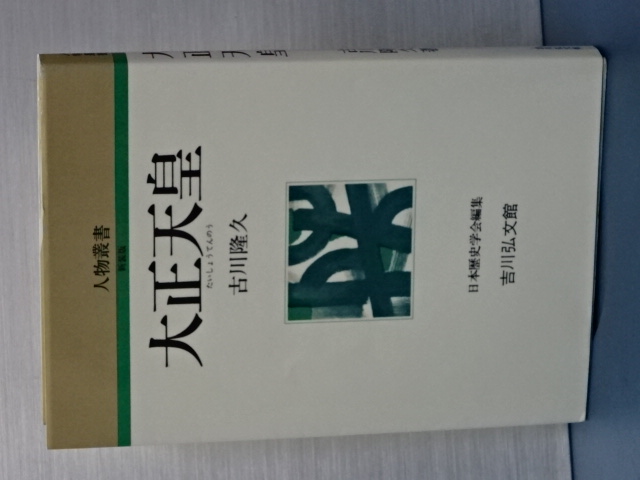 人物叢書
新装版
大正天皇
たいしょうてんのう
古川隆久
日本歴史学会編集
吉川弘文館